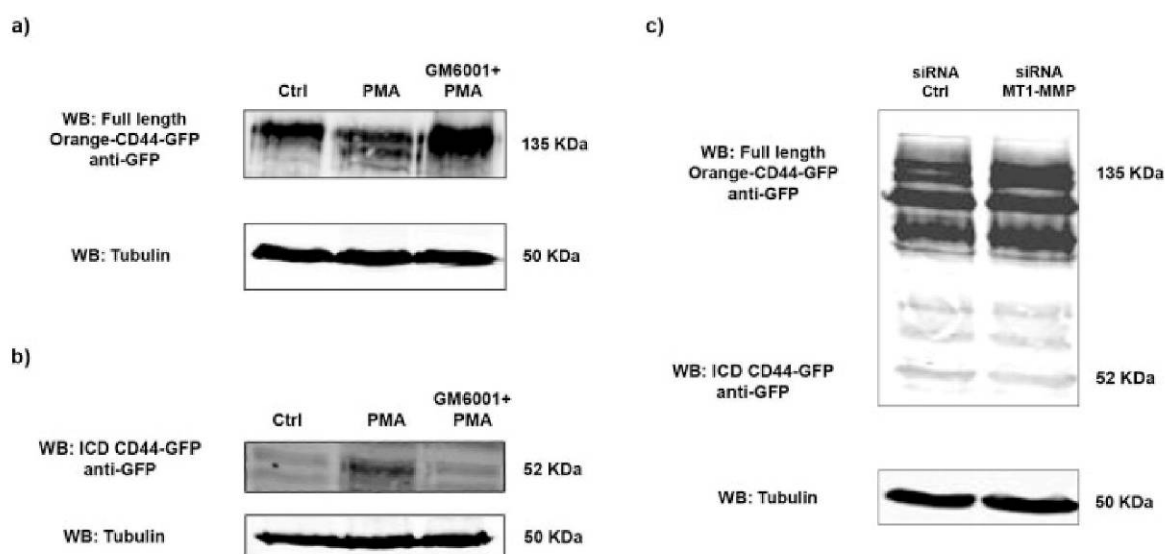 a)
Ctrl
PMA
GM6001+
PMA
WB: Full length
Orange-CD44-GFP
anti-GFP
135 KDa
WB: Tubulin
50 KDa
b)
Ctrl
PMA
GM6001+
PMA
WB: ICD CD44-GFP
anti-GFP
52 KDa
WB: Tubulin
50 KDa
c)
siRNA
Ctrl
siRNA
MT1-MMP
WB: Full length
Orange-CD44-GFP
anti-GFP
135 KDa
WB: ICD CD44-GFP
anti-GFP
52 KDa
WB: Tubulin
50 KDa